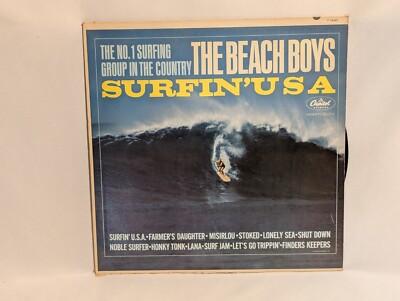 THE NO.1 SURFING
GROUP IN THE COUNTRY
THE BEACH BOYS
SURFIN' U S A
Capitol
SURFIN' U.S.A.•FARMER'S DAUGHTER•MISIRLOU•STOKED•LONELY SEA•SHUT DOWN
NOBLE SURFER•HONKY TONK•LANA•SURF JAM•LET'S GO TRIPPIN'•FINDERS KEEPERS